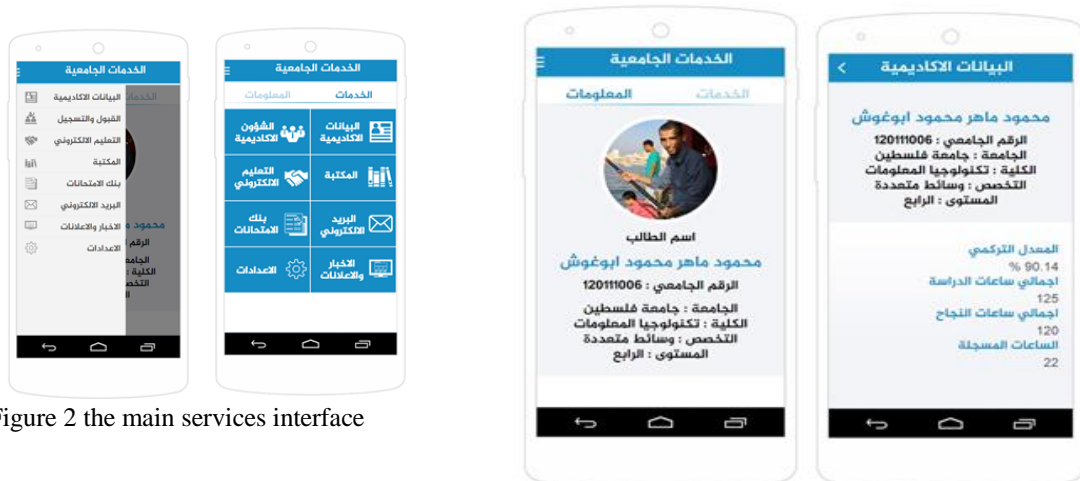 الخدمات الجامعية
البيانات الاكاديمية
القبول والتسجيل
التعليم الالكتروني
المكتبة
بنك الامتحانات
البريد الالكتروني
الاخبار والاعلانات
الاعدادات
محمود م
الرقم
الجامعة
الكلية :
التخص
الخدمات الجامعية
الخدمات
المعلومات
البيانات الاكاديمية
الشؤون الاكاديمية
المكتبة
التعليم الالكتروني
البريد الالكتروني
بنك الامتحانات
الاخبار والاعلانات
الاعدادات
Figure 2 the main services interface
الخدمات الجامعية
الخدمات
المعلومات
اسم الطالب
محمود ماهر محمود ابوغوش
الرقم الجامعي : 120111006
الجامعة : جامعة فلسطين
الكلية : تكنولوجيا المعلومات
التخصص : وسائط متعددة
المستوى : الرابع
البيانات الاكاديمية
محمود ماهر محمود ابوغوش
الرقم الجامعي : 120111006
الجامعة : جامعة فلسطين
الكلية : تكنولوجيا المعلومات
التخصص : وسائط متعددة
المستوى : الرابع
المعدل التركمي
90.14 %
اجمالي ساعات الدراسة
125
اجمالي ساعات النجاح
120
الساعات المسجلة
22